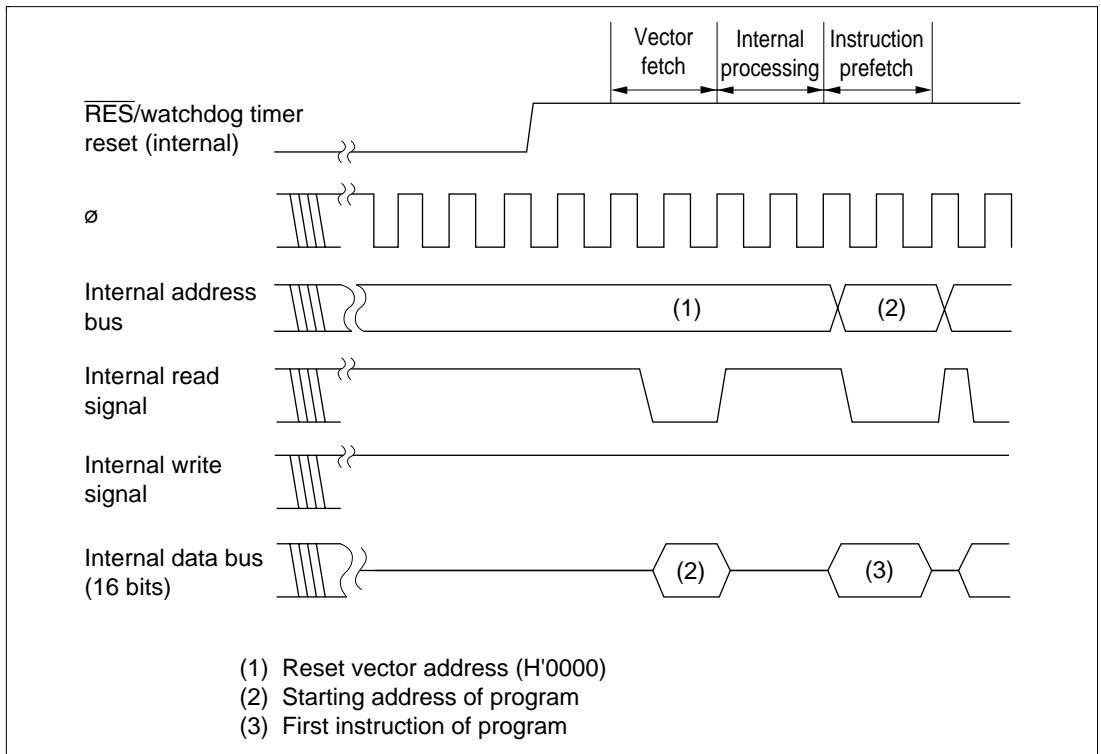 Vector fetch
Internal processing
Instruction prefetch
RES/watchdog timer
reset (internal)
ø
Internal address
bus
(1)
(2)
Internal read
signal
Internal write
signal
Internal data bus
(16 bits)
(2)
(3)
(1) Reset vector address (H'0000)
(2) Starting address of program
(3) First instruction of program